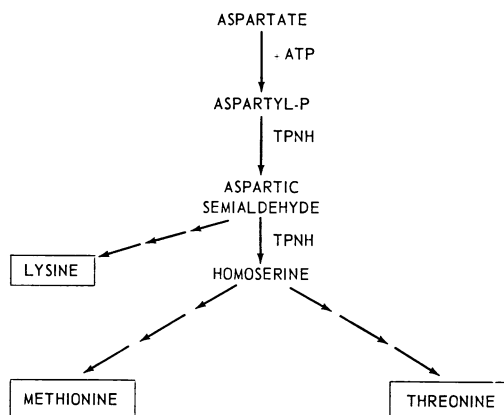 ASPARTATE
- ATP
ASPARTYL-P
TPNH
ASPARTIC
SEMIALDEHYDE
TPNH
LYSINE
HOMOSERINE
METHIONINE
THREONINE